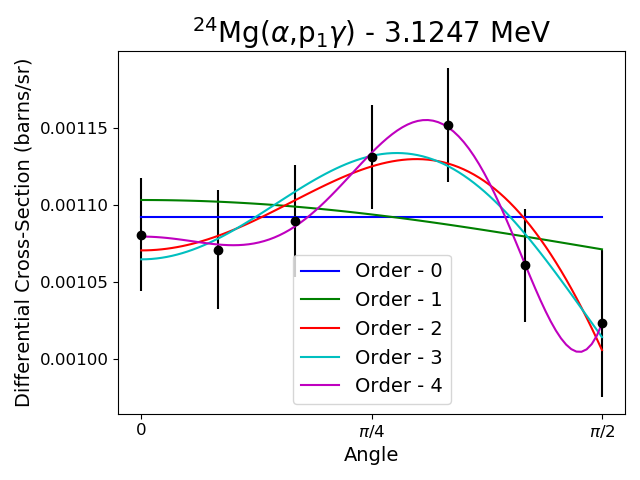 ²⁴Mg(α,p₁γ) - 3.1247 MeV
Differential Cross-Section (barns/sr)
0.00115
0.00110
0.00105
0.00100
Order - 0
Order - 1
Order - 2
Order - 3
Order - 4
0
π/4
π/2
Angle